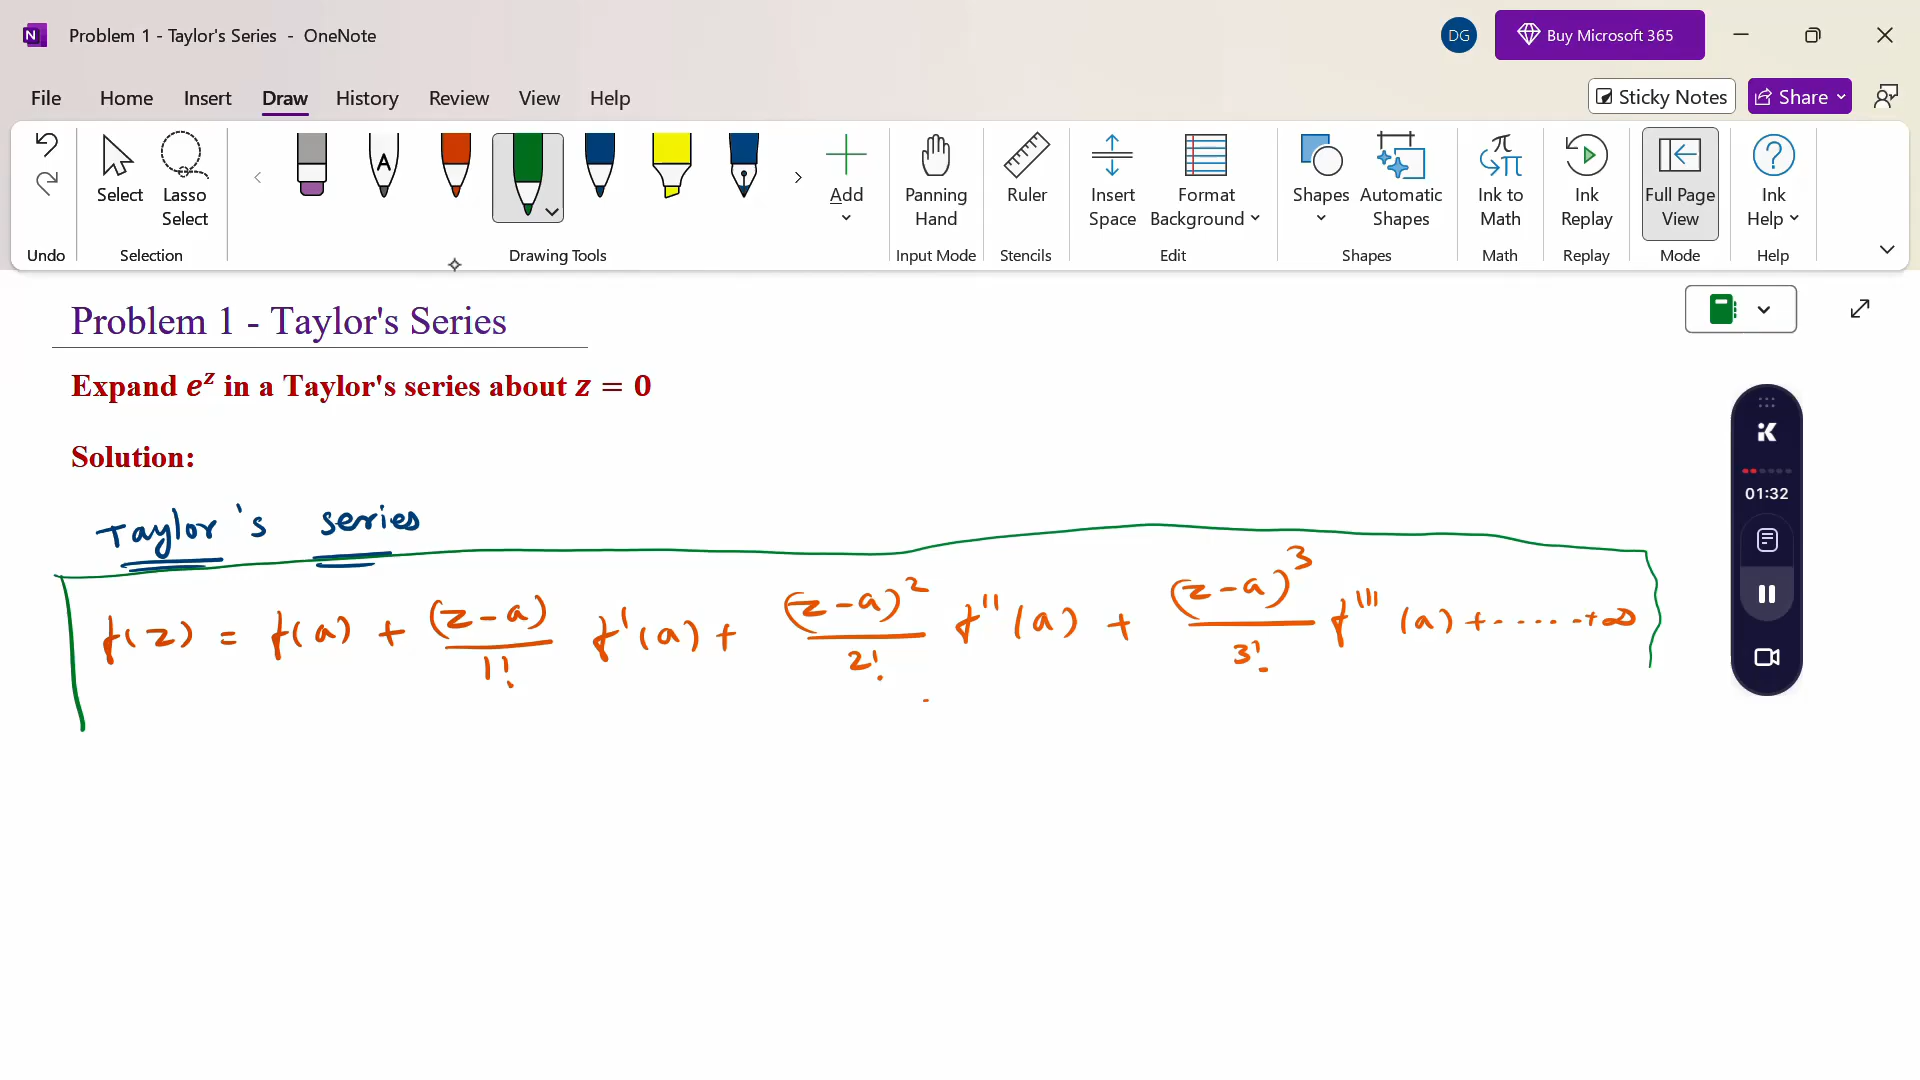 Problem 1 - Taylor's Series - OneNote
DG
Buy Microsoft 365
File Home Insert Draw History Review View Help
Sticky Notes
Share
A
Select
Lasso Select
Add
Panning Hand
Ruler
Insert Space
Format Background
Shapes
Automatic Shapes
Ink to Math
Ink Replay
Full Page View
Ink Help
Undo Selection Drawing Tools Input Mode Stencils Edit Shapes Math Replay Mode Help
Problem 1 - Taylor's Series
Expand e^z in a Taylor's series about z = 0
Solution:
01:32
Taylor's series
f(z) = f(a) + (z-a)/1! f'(a) + (z-a)^2/2! f''(a) + (z-a)^3/3! f'''(a) + ..... + ∞